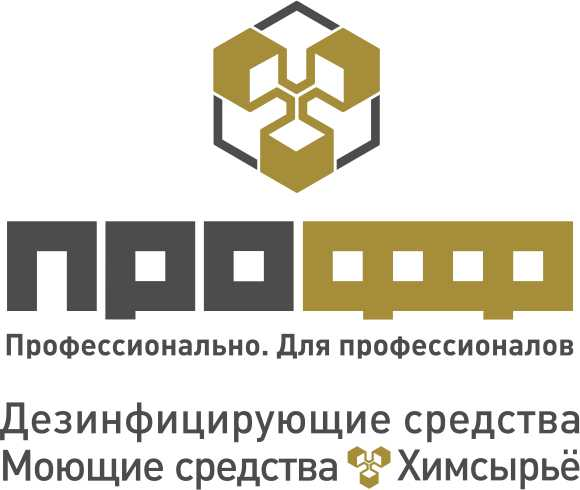 ПРОФФ
Профессионально. Для профессионалов
Дезинфицирующие средства
Моющие средства Химсырьё